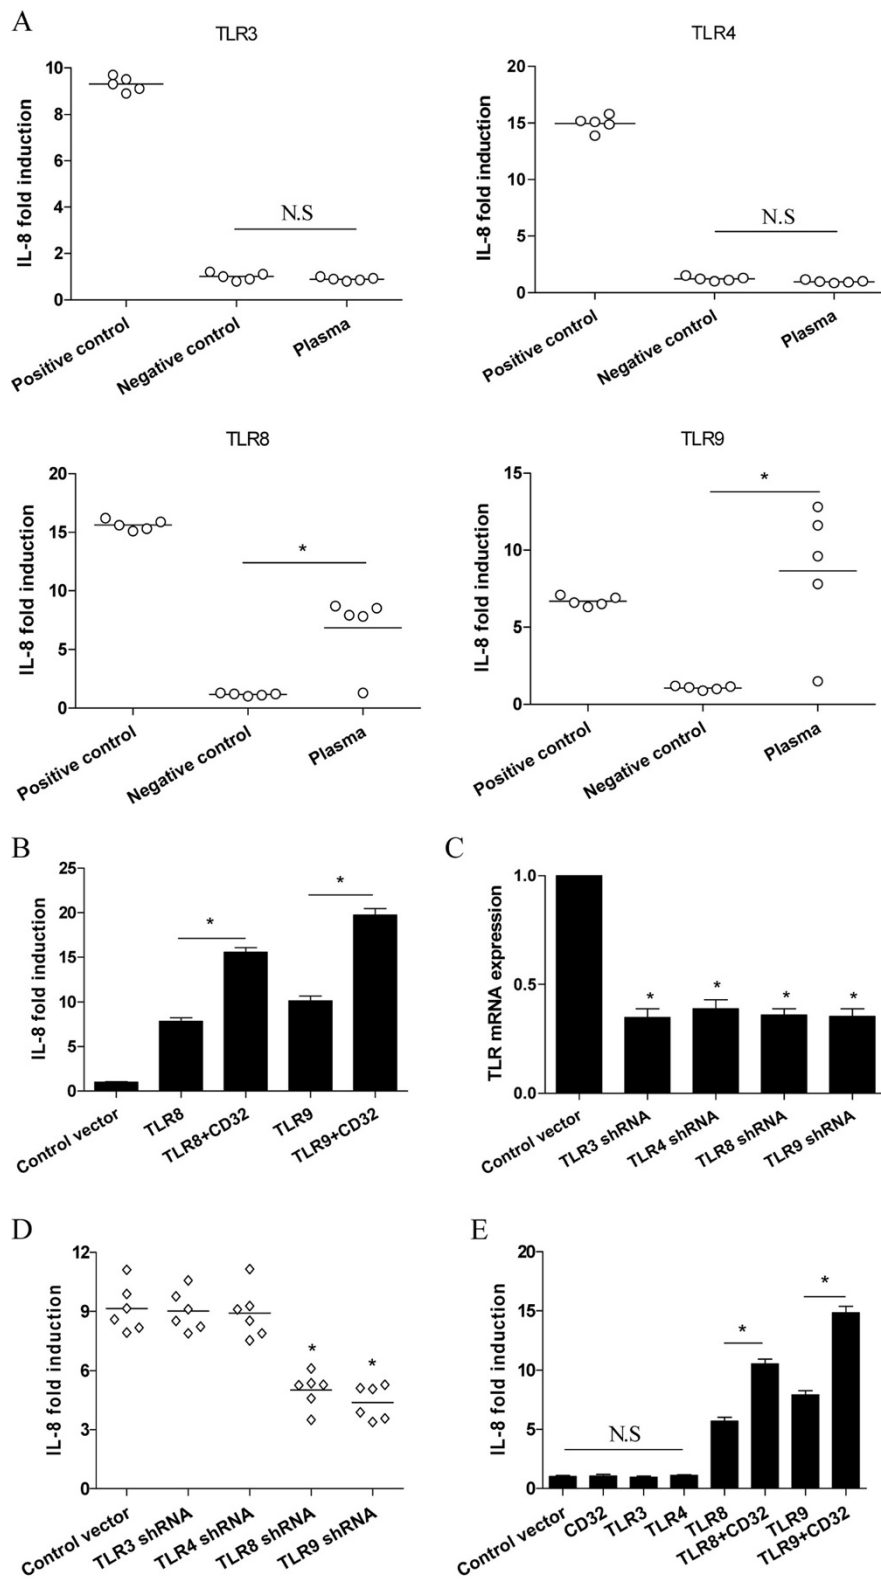 A
TLR3
IL-8 fold induction
10
8
6
4
2
0
N.S
Positive control
Negative control
Plasma
TLR4
IL-8 fold induction
20
15
10
5
0
N.S
Positive control
Negative control
Plasma
TLR8
IL-8 fold induction
20
15
10
5
0
*
Positive control
Negative control
Plasma
TLR9
IL-8 fold induction
15
10
5
0
*
Positive control
Negative control
Plasma
B
IL-8 fold induction
25
20
15
10
5
0
*
*
Control vector
TLR8
TLR8+CD32
TLR9
TLR9+CD32
C
TLR mRNA expression
1.0
0.5
0.0
*
*
*
*
Control vector
TLR3 shRNA
TLR4 shRNA
TLR8 shRNA
TLR9 shRNA
D
IL-8 fold induction
12
9
6
3
0
*
*
Control vector
TLR3 shRNA
TLR4 shRNA
TLR8 shRNA
TLR9 shRNA
E
IL-8 fold induction
20
15
10
5
0
N.S
*
*
Control vector
CD32
TLR3
TLR4
TLR8
TLR8+CD32
TLR9
TLR9+CD32